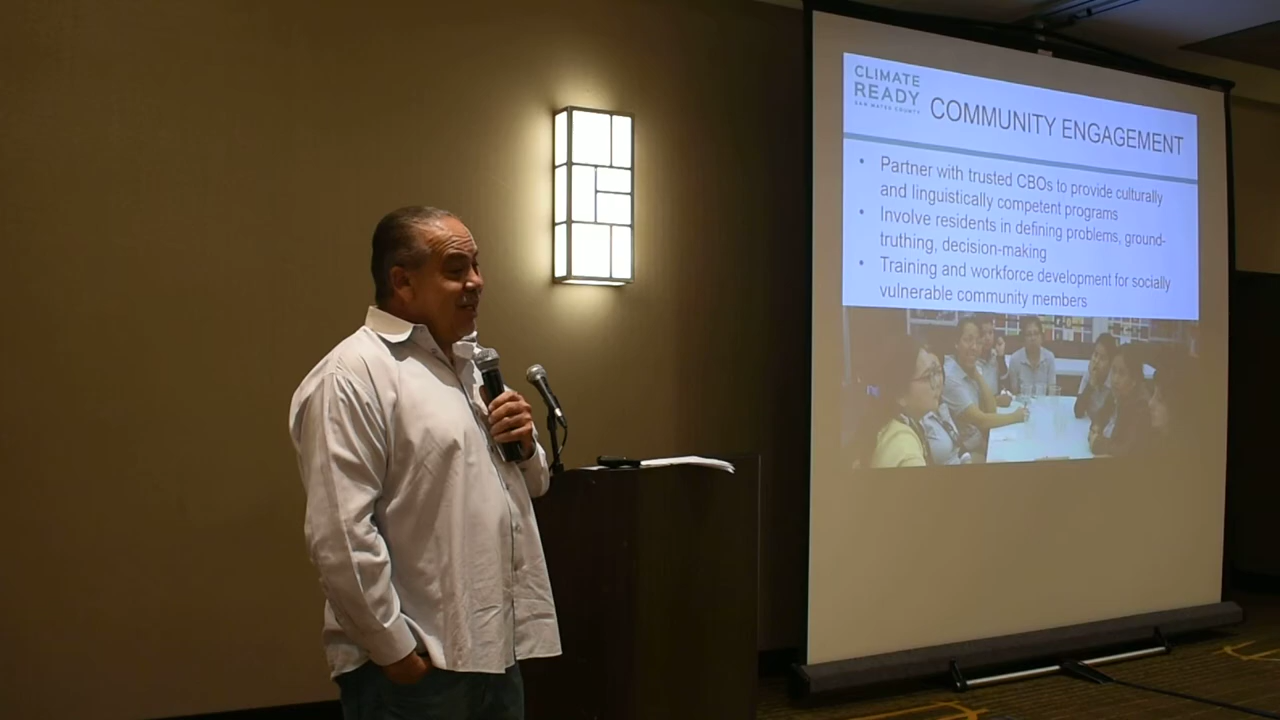 CLIMATE
READY
SAN MATEO COUNTY
COMMUNITY ENGAGEMENT
• Partner with trusted CBOs to provide culturally
and linguistically competent programs
• Involve residents in defining problems, ground-
truthing, decision-making
• Training and workforce development for socially
vulnerable community members